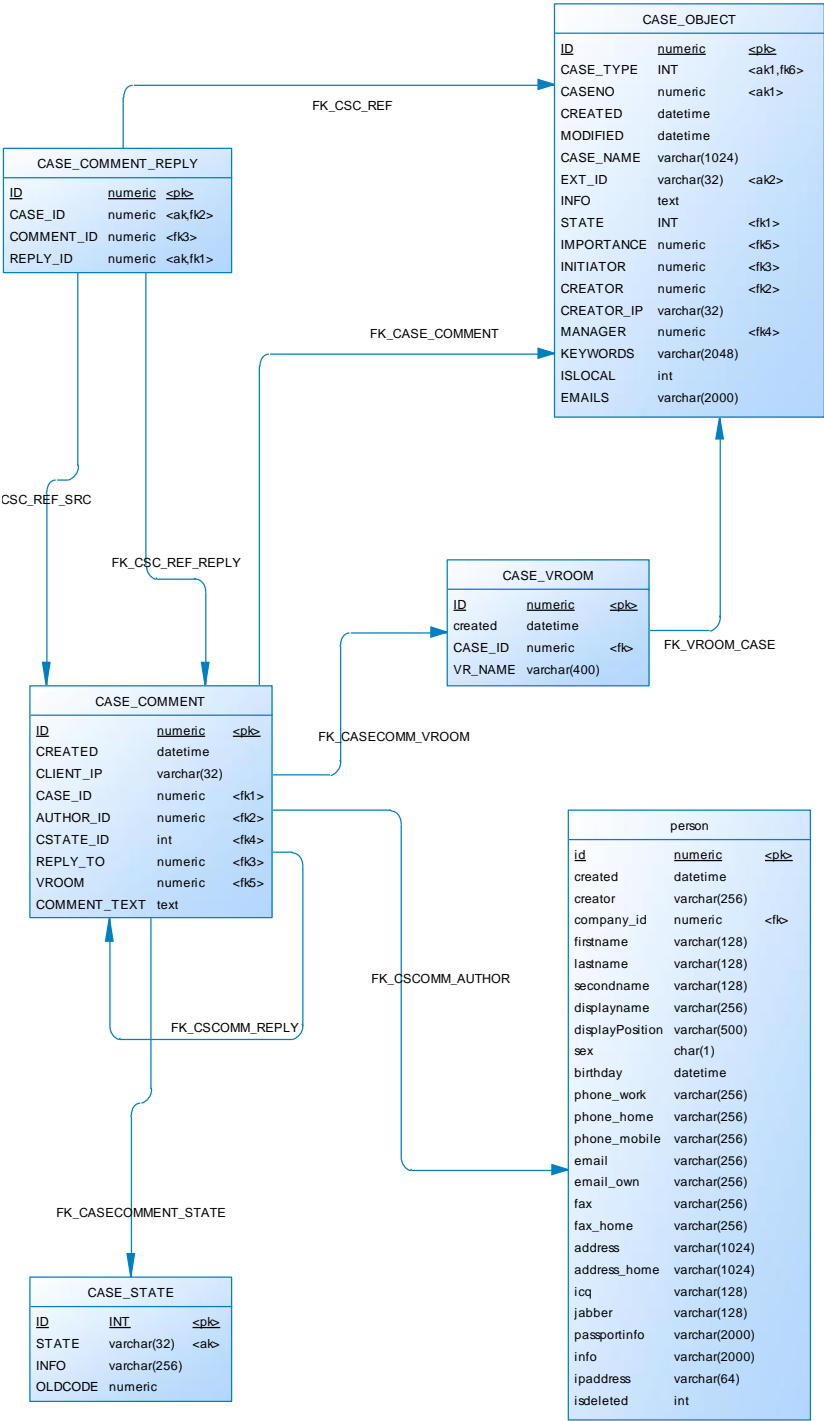 CASE_OBJECT
ID numeric <pk>
CASE_TYPE INT <ak1,fk6>
CASENO numeric <ak1>
CREATED datetime
MODIFIED datetime
CASE_NAME varchar(1024)
EXT_ID varchar(32) <ak2>
INFO text
STATE INT <fk1>
IMPORTANCE numeric <fk5>
INITIATOR numeric <fk3>
CREATOR numeric <fk2>
CREATOR_IP varchar(32)
MANAGER numeric <fk4>
KEYWORDS varchar(2048)
ISLOCAL int
EMAILS varchar(2000)
FK_CSC_REF
CASE_COMMENT_REPLY
ID numeric <pk>
CASE_ID numeric <ak,fk2>
COMMENT_ID numeric <fk3>
REPLY_ID numeric <ak,fk1>
FK_CASE_COMMENT
CSC_REF_SRC
FK_CSC_REF_REPLY
CASE_VROOM
ID numeric <pk>
created datetime
CASE_ID numeric <fk>
VR_NAME varchar(400)
FK_VROOM_CASE
CASE_COMMENT
ID numeric <pk>
CREATED datetime
CLIENT_IP varchar(32)
CASE_ID numeric <fk1>
AUTHOR_ID numeric <fk2>
CSTATE_ID int <fk4>
REPLY_TO numeric <fk3>
VROOM numeric <fk5>
COMMENT_TEXT text
FK_CASECOMM_VROOM
FK_CSCOMM_AUTHOR
FK_CSCOMM_REPLY
person
id numeric <pk>
created datetime
creator varchar(256)
company_id numeric <fk>
firstname varchar(128)
lastname varchar(128)
secondname varchar(128)
displayname varchar(256)
displayPosition varchar(500)
sex char(1)
birthday datetime
phone_work varchar(256)
phone_home varchar(256)
phone_mobile varchar(256)
email varchar(256)
email_own varchar(256)
fax varchar(256)
fax_home varchar(256)
address varchar(1024)
address_home varchar(1024)
icq varchar(128)
jabber varchar(128)
passportinfo varchar(2000)
info varchar(2000)
ipaddress varchar(64)
isdeleted int
FK_CASECOMMENT_STATE
CASE_STATE
ID INT <pk>
STATE varchar(32) <ak>
INFO varchar(256)
OLDCODE numeric